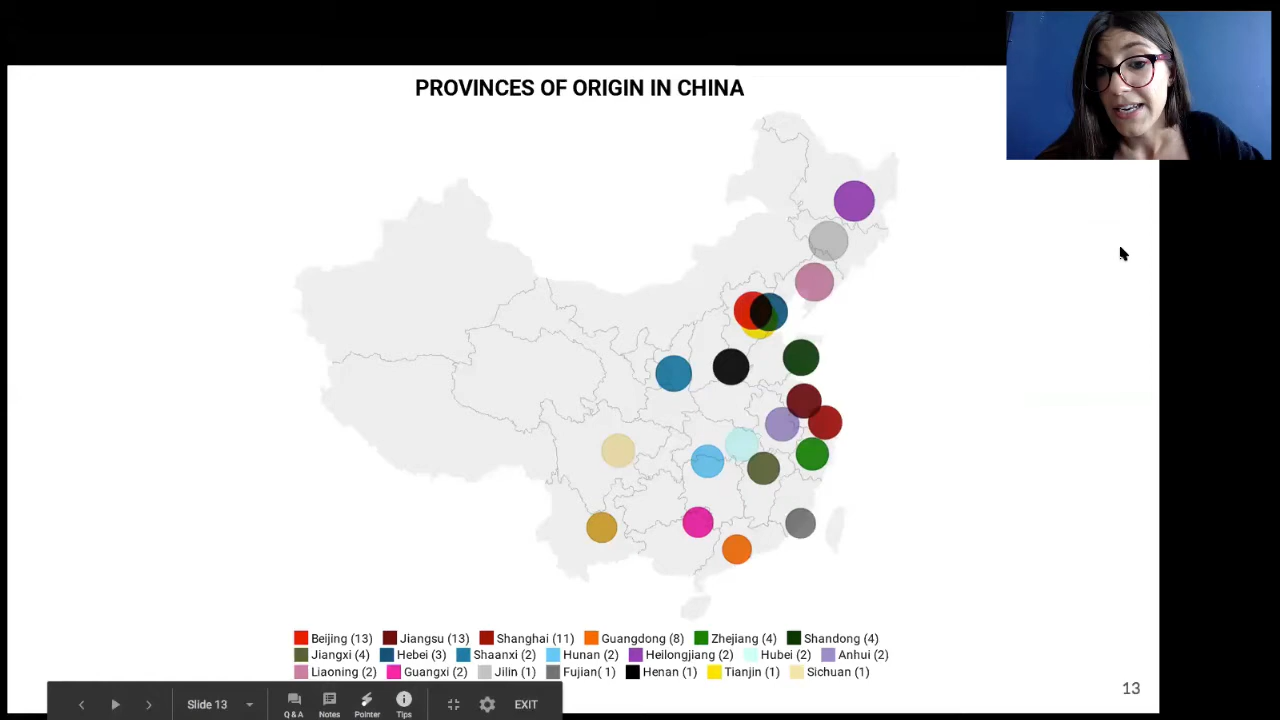 PROVINCES OF ORIGIN IN CHINA
Beijing (13) Jiangsu (13) Shanghai (11) Guangdong (8) Zhejiang (4) Shandong (4)
Jiangxi (4) Hebei (3) Shaanxi (2) Hunan (2) Heilongjiang (2) Hubei (2) Anhui (2)
Liaoning (2) Guangxi (2) Jilin (1) Fujian( 1) Henan (1) Tianjin (1) Sichuan (1)
13
Slide 13
Q & A Notes Pointer Tips
EXIT